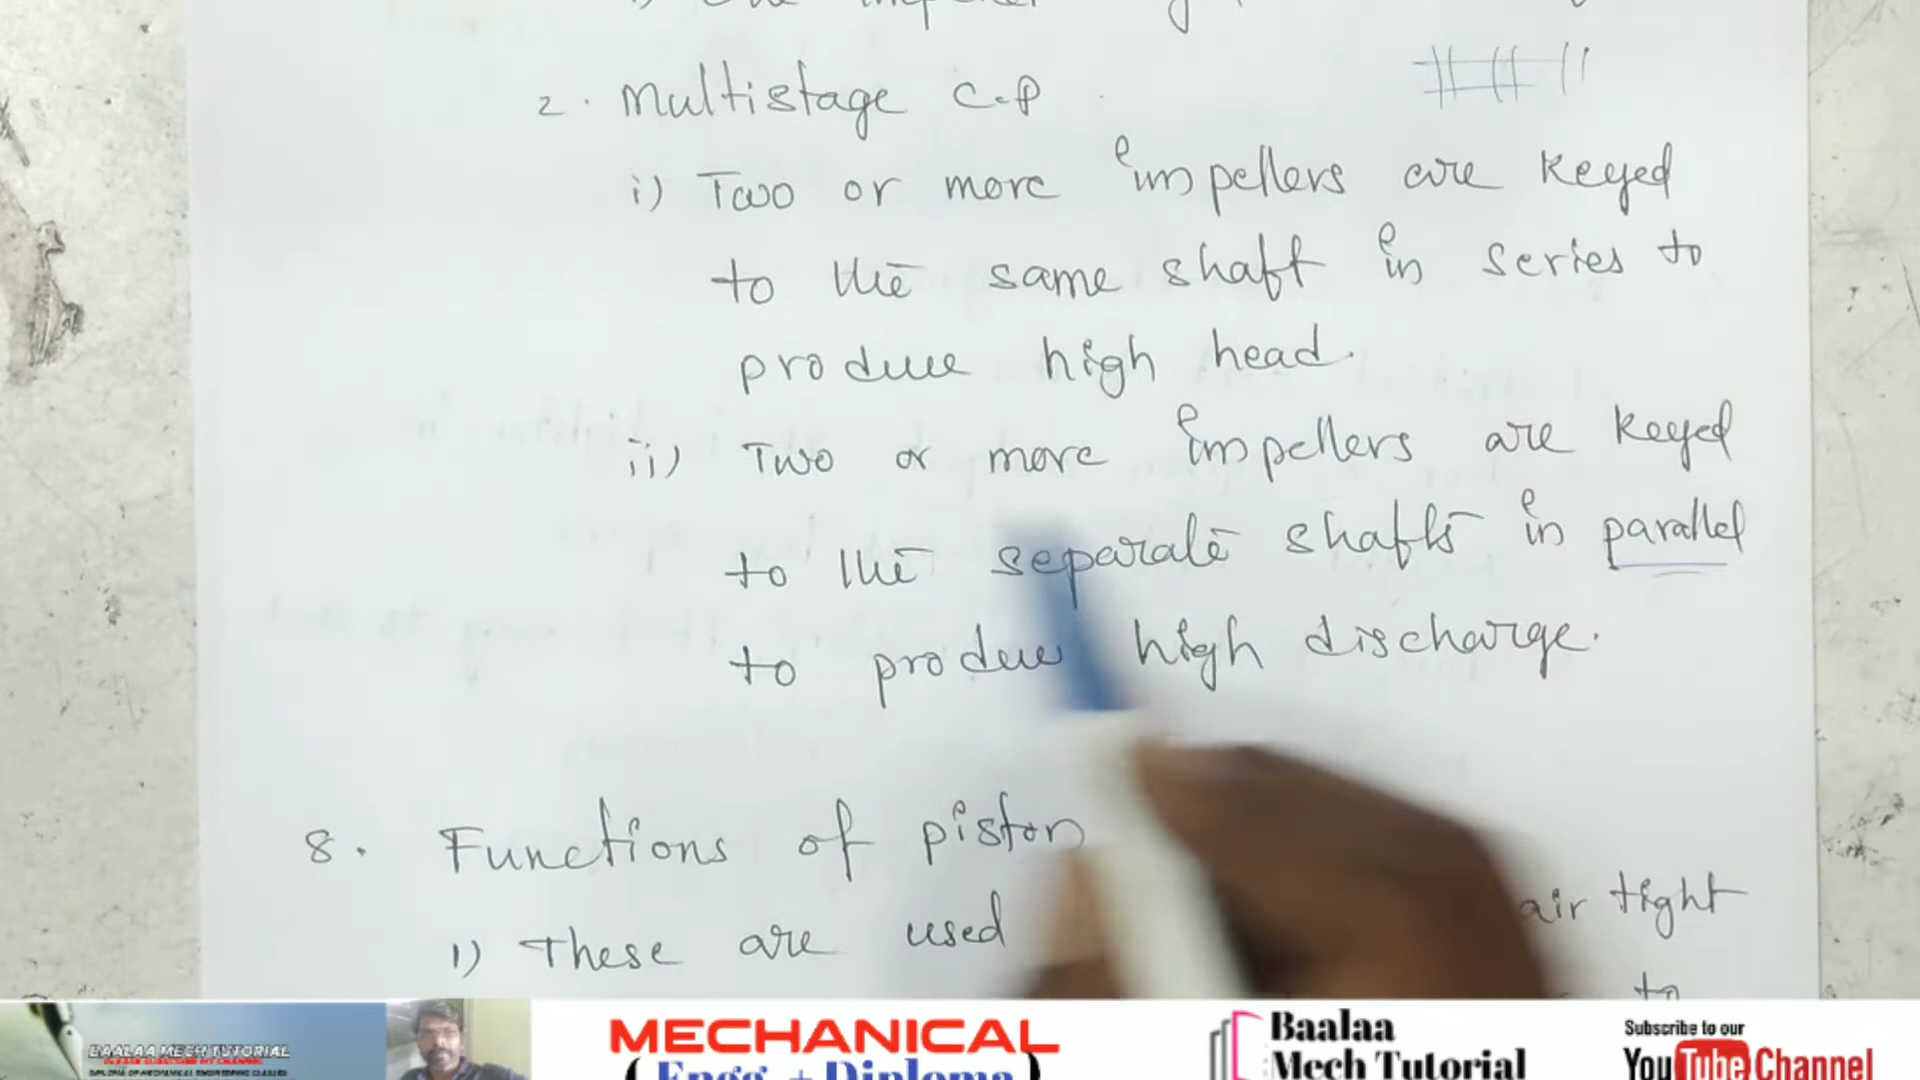 2. Multistage C.P
i) Two or more impellers are keyed
to the same shaft in series to
produce high head.
ii) Two or more impellers are keyed
to the separate shafts in parallel
to produce high discharge.
8. Functions of piston
1) These are used air tight
to
BAALAA MECH TUTORIAL
MECHANICAL
(Engg. + Diploma)
Baalaa
Mech Tutorial
Subscribe to our
YouTube Channel